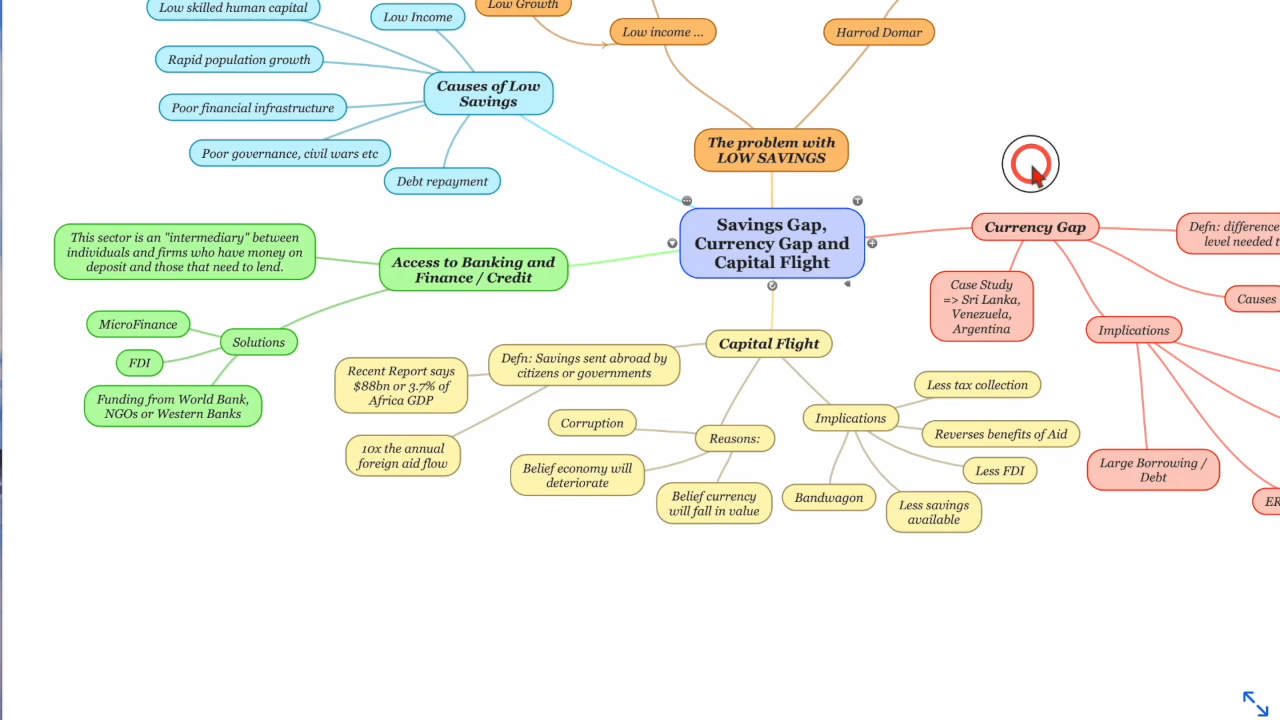 Low skilled human capital
Low Income
Low Growth
Low income ...
Harrod Domar
Rapid population growth
Causes of Low
Savings
Poor financial infrastructure
Poor governance, civil wars etc
Debt repayment
The problem with
LOW SAVINGS
Savings Gap,
Currency Gap and
Capital Flight
Currency Gap
Defn: difference
level needed t
Case Study
=> Sri Lanka,
Venezuela,
Argentina
Causes
Implications
Large Borrowing /
Debt
ER
This sector is an "intermediary" between
individuals and firms who have money on
deposit and those that need to lend.
Access to Banking and
Finance / Credit
MicroFinance
Solutions
FDI
Funding from World Bank,
NGOs or Western Banks
Capital Flight
Defn: Savings sent abroad by
citizens or governments
Recent Report says
$88bn or 3.7% of
Africa GDP
10x the annual
foreign aid flow
Corruption
Reasons:
Belief economy will
deteriorate
Belief currency
will fall in value
Implications
Less tax collection
Reverses benefits of Aid
Less FDI
Bandwagon
Less savings
available